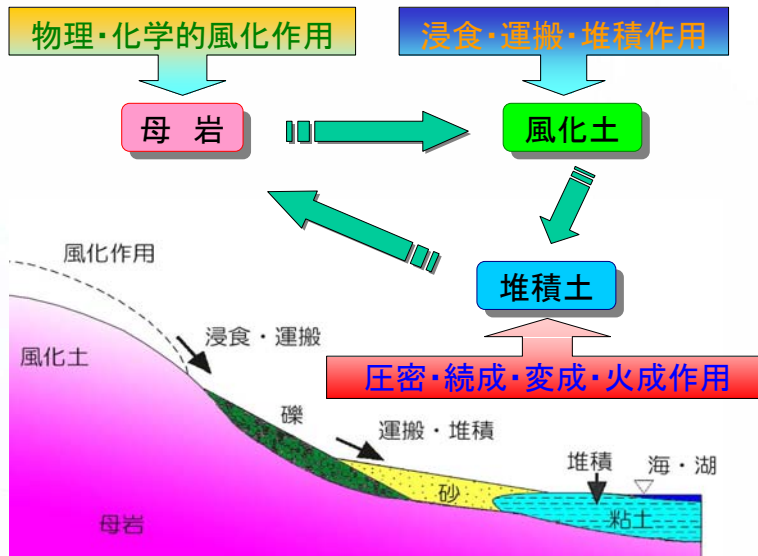 物理・化学的風化作用
浸食・運搬・堆積作用
母 岩
風化土
堆積土
圧密・続成・変成・火成作用
風化作用
風化土
浸食・運搬
礫
運搬・堆積
砂
堆積
海・湖
粘土
母岩